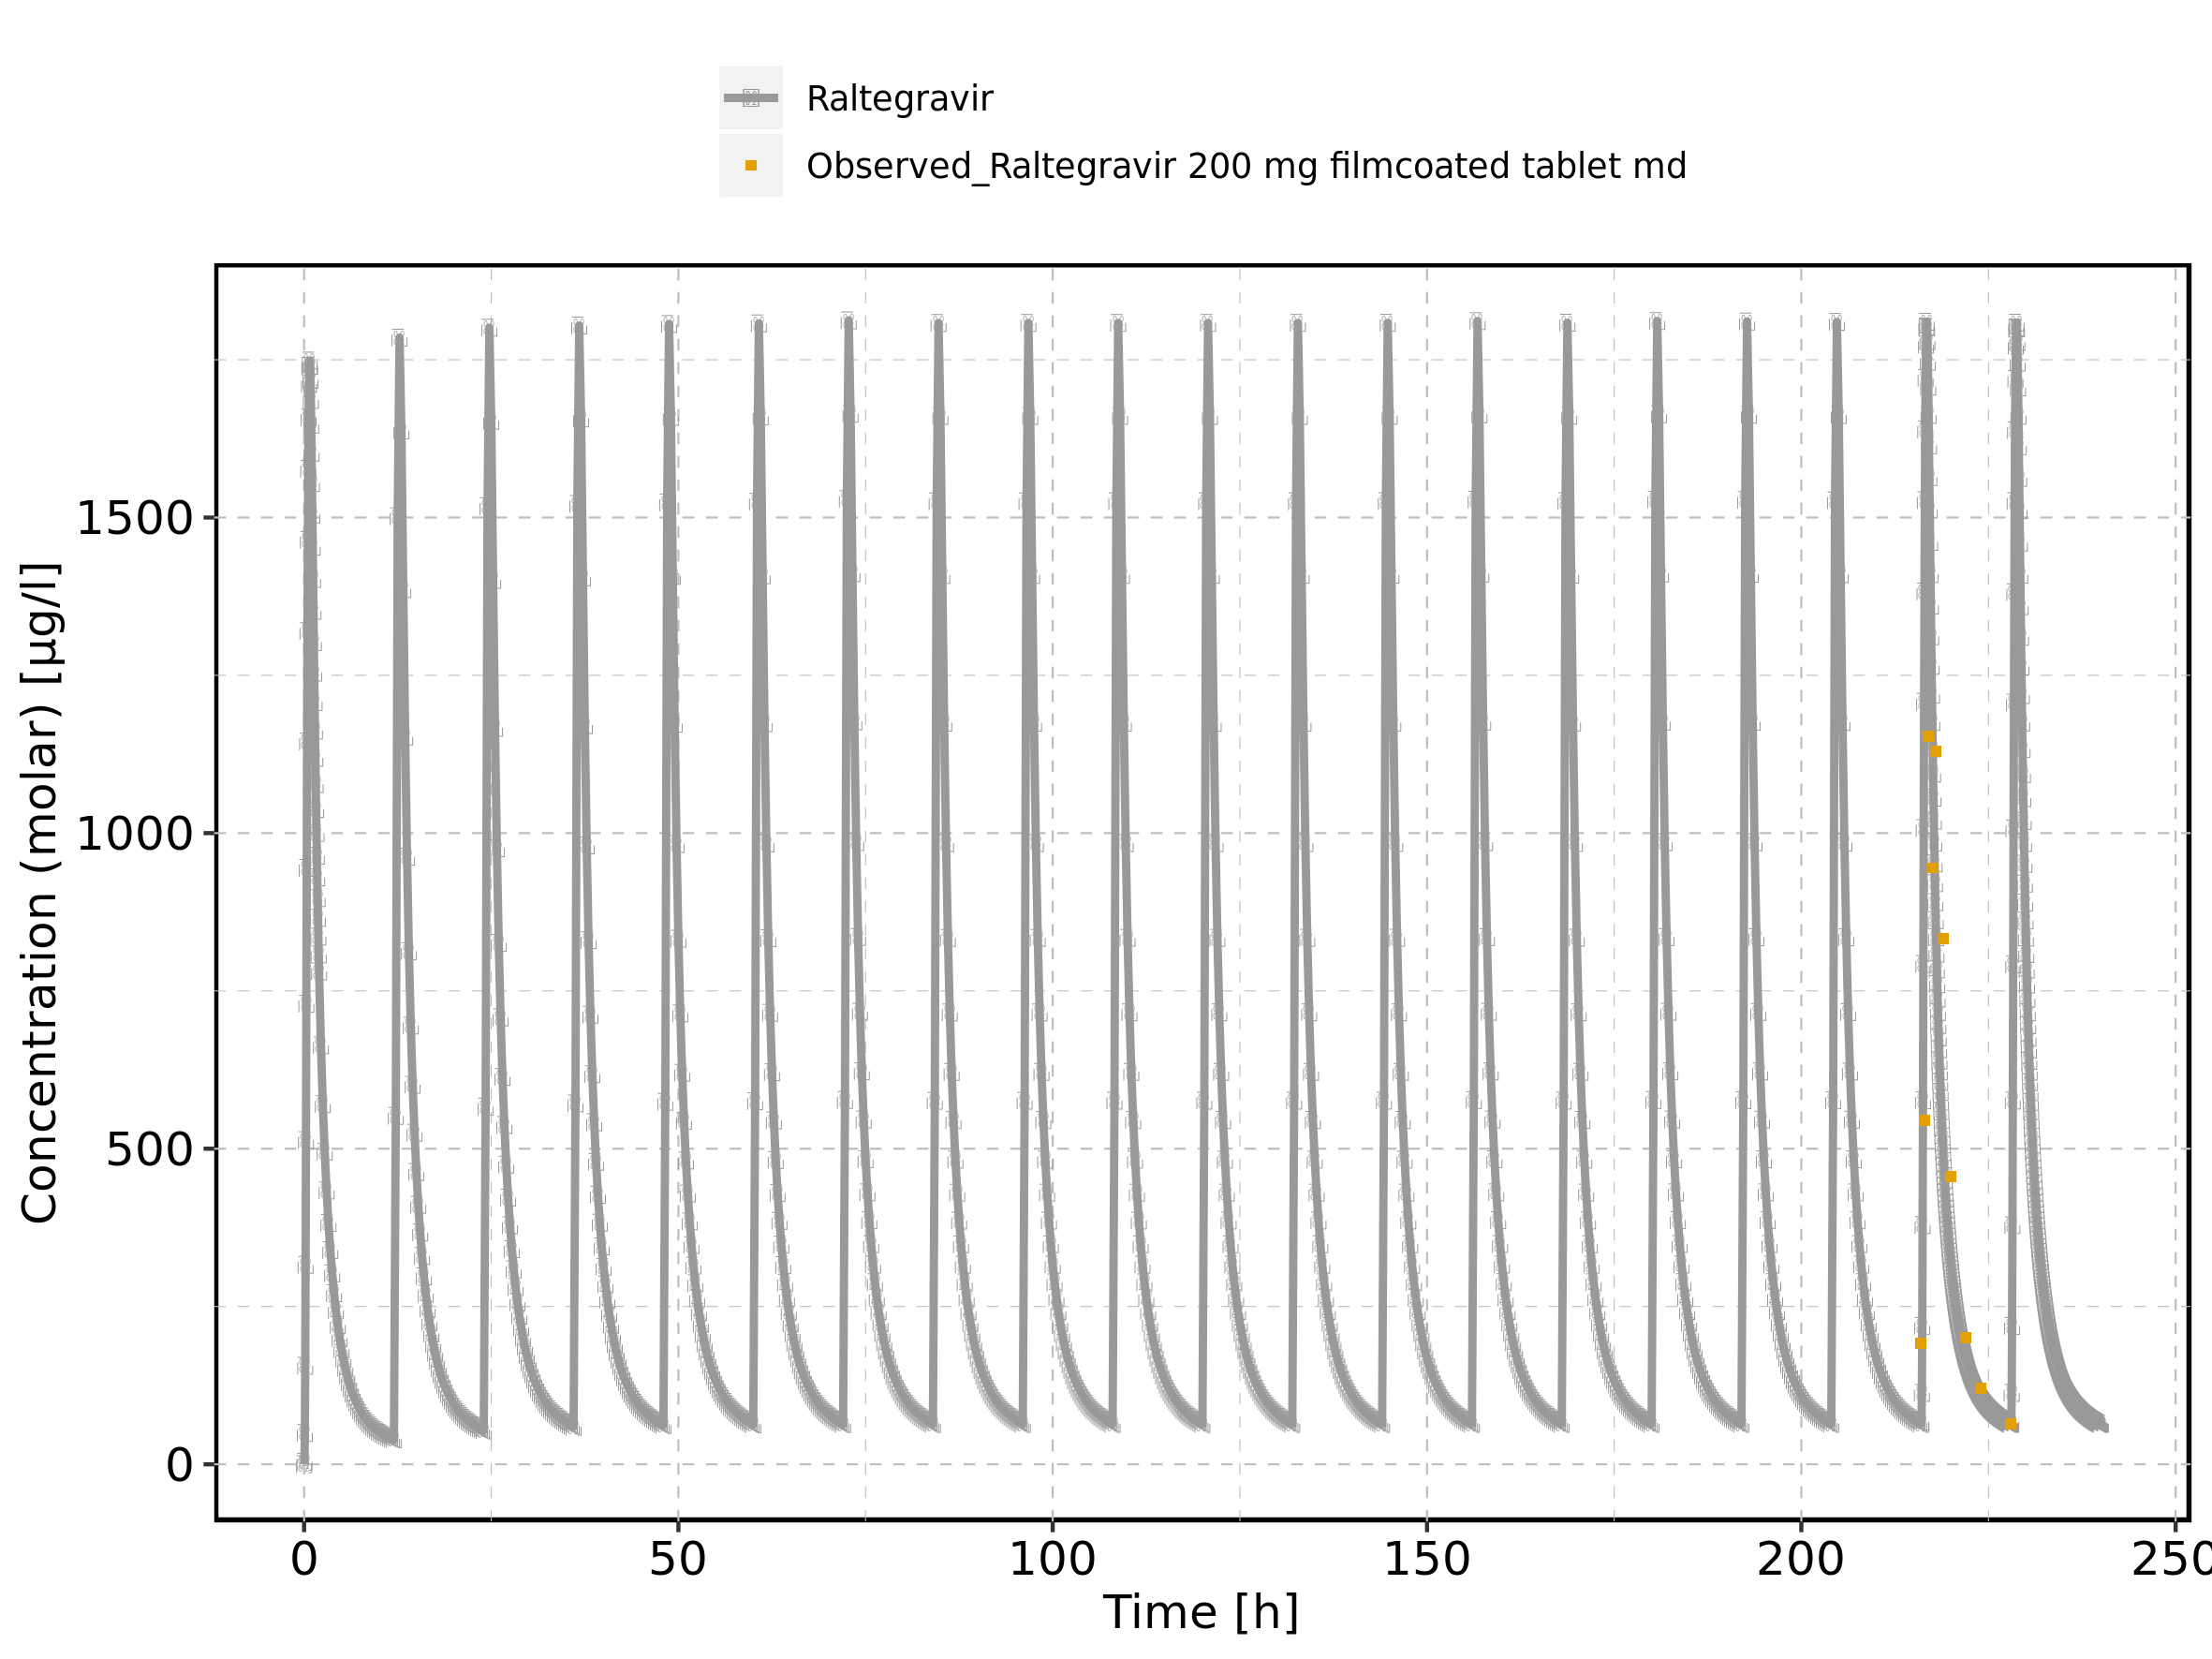 Raltegravir
Observed_Raltegravir 200 mg filmcoated tablet md
Concentration (molar) [µg/l]
1500
1000
500
0
0 50 100 150 200 250
Time [h]